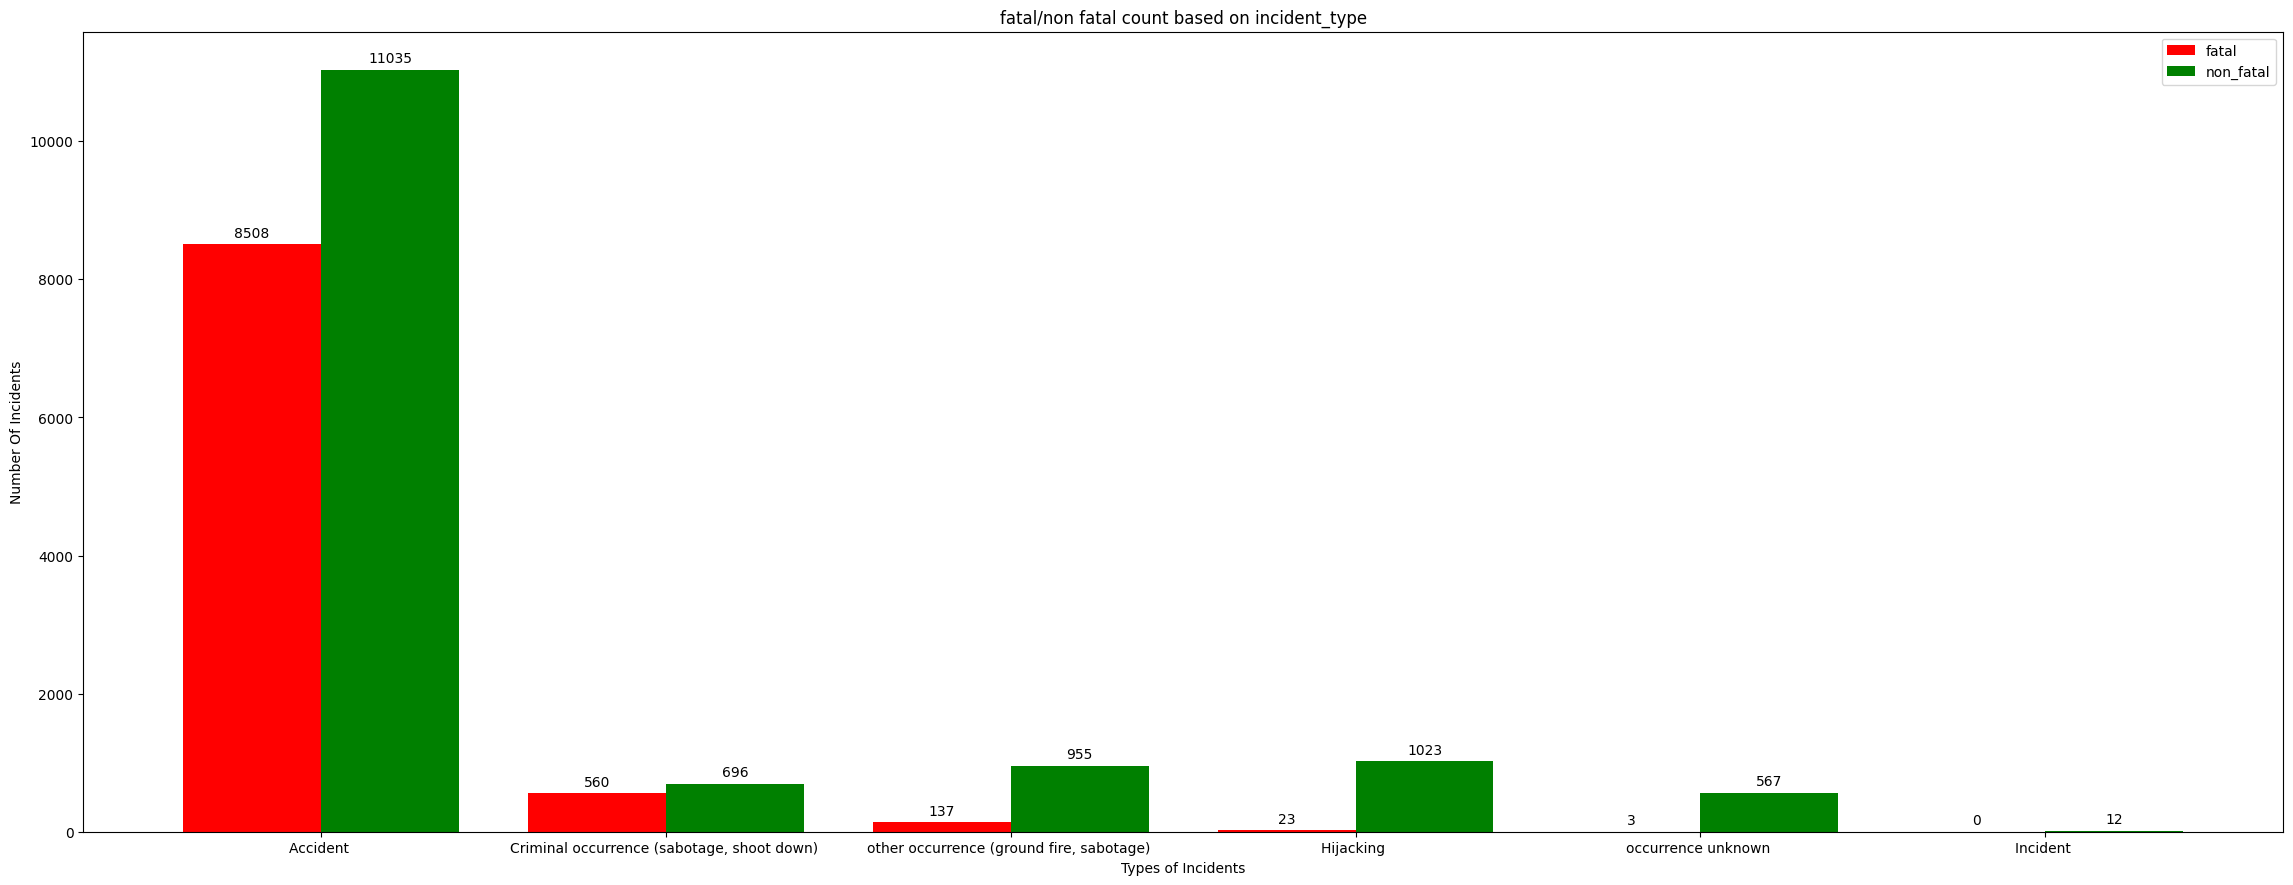 fatal/non fatal count based on incident_type
fatal
non_fatal
Number Of Incidents
10000
8000
6000
4000
2000
0
8508
11035
560
696
137
955
23
1023
3
567
0
12
Accident
Criminal occurrence (sabotage, shoot down)
other occurrence (ground fire, sabotage)
Hijacking
occurrence unknown
Incident
Types of Incidents